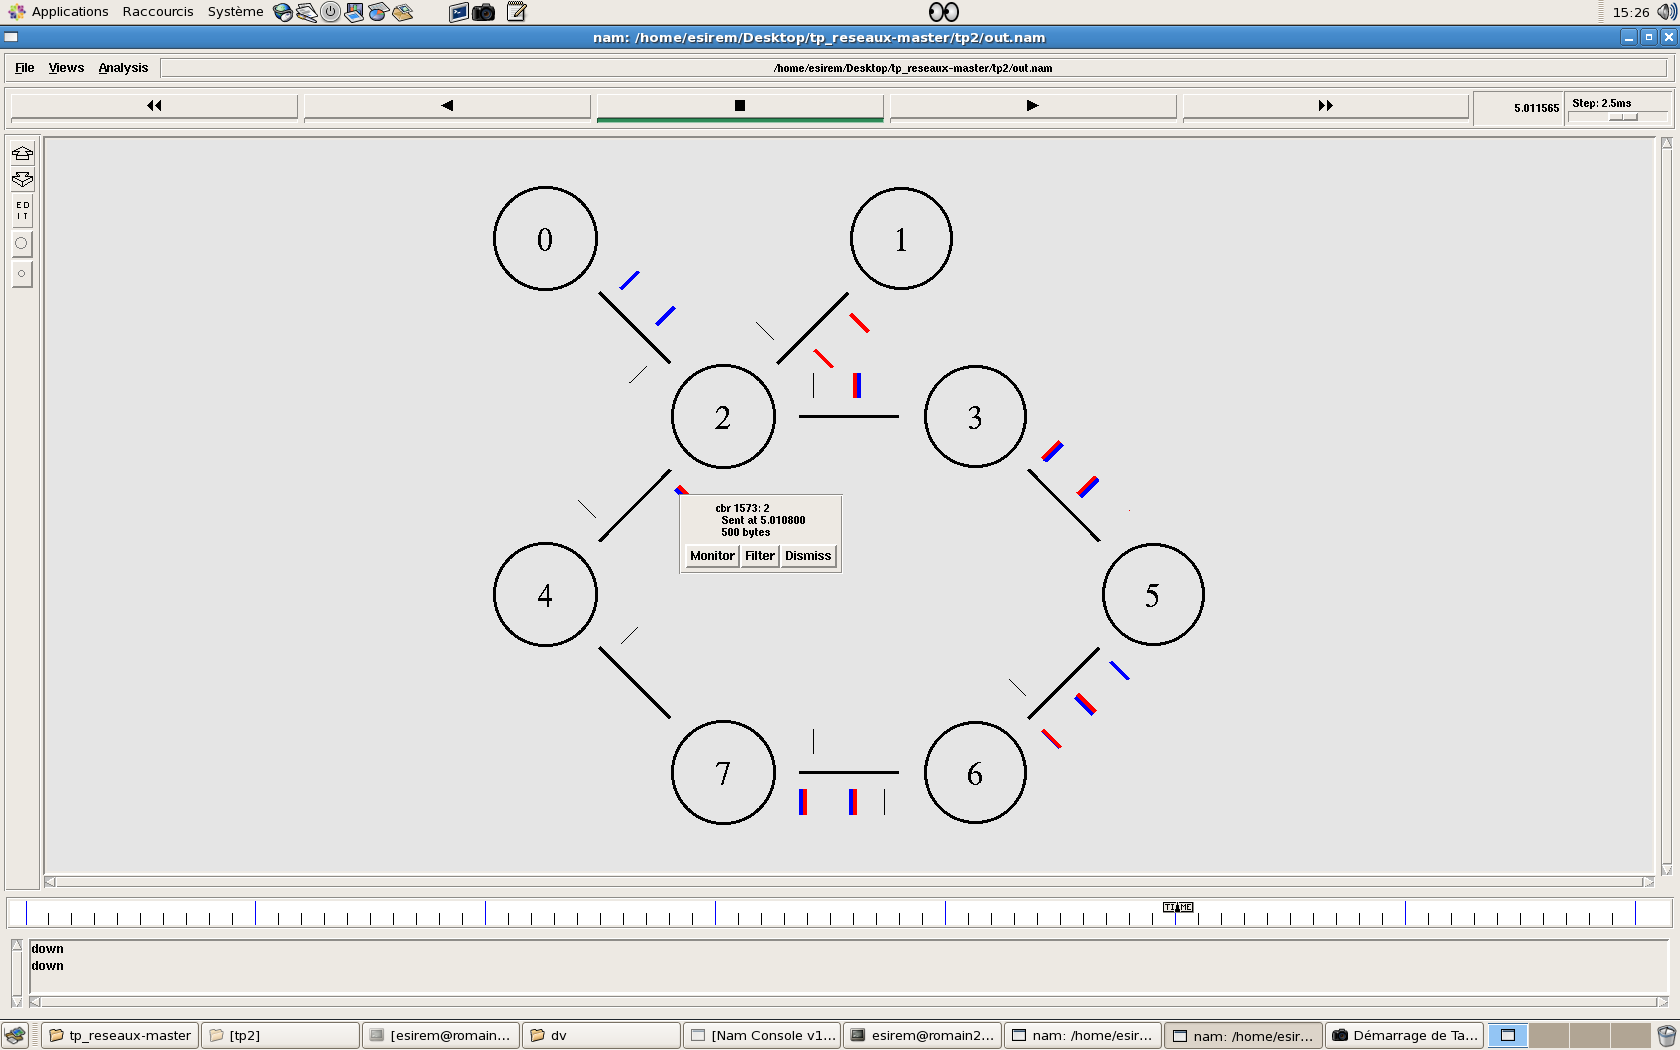 Applications Raccourcis Système 15:26
nam: /home/esirem/Desktop/tp_reseaux-master/tp2/out.nam
File Views Analysis /home/esirem/Desktop/tp_reseaux-master/tp2/out.nam
5.011565 Step: 2.5ms
ED
IT
0 1
2 3
cbr 1573: 2
Sent at 5.010800
500 bytes
Monitor Filter Dismiss
4 5
7 6
TIME
down
down
tp_reseaux-master [tp2] [esirem@romain... dv [Nam Console v1... esirem@romain2... nam: /home/esir... nam: /home/esir... Démarrage de Ta...